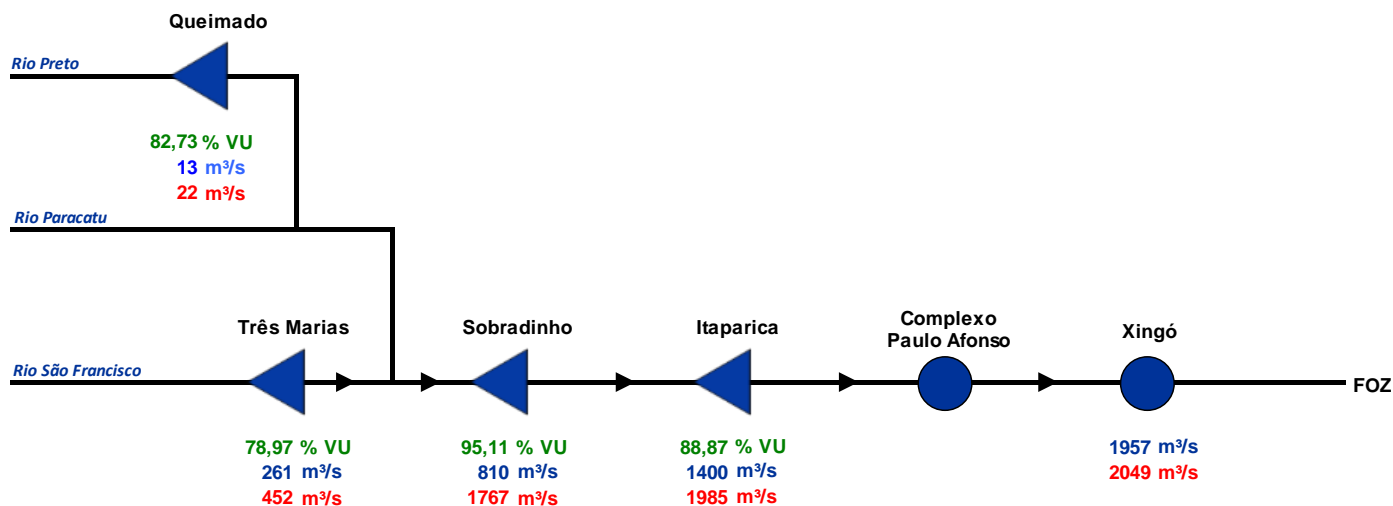 Queimado
Rio Preto
82,73 % VU
13 m³/s
22 m³/s
Rio Paracatu
Três Marias
Sobradinho
Itaparica
Complexo
Paulo Afonso
Xingó
Rio São Francisco
FOZ
78,97 % VU
261 m³/s
452 m³/s
95,11 % VU
810 m³/s
1767 m³/s
88,87 % VU
1400 m³/s
1985 m³/s
1957 m³/s
2049 m³/s